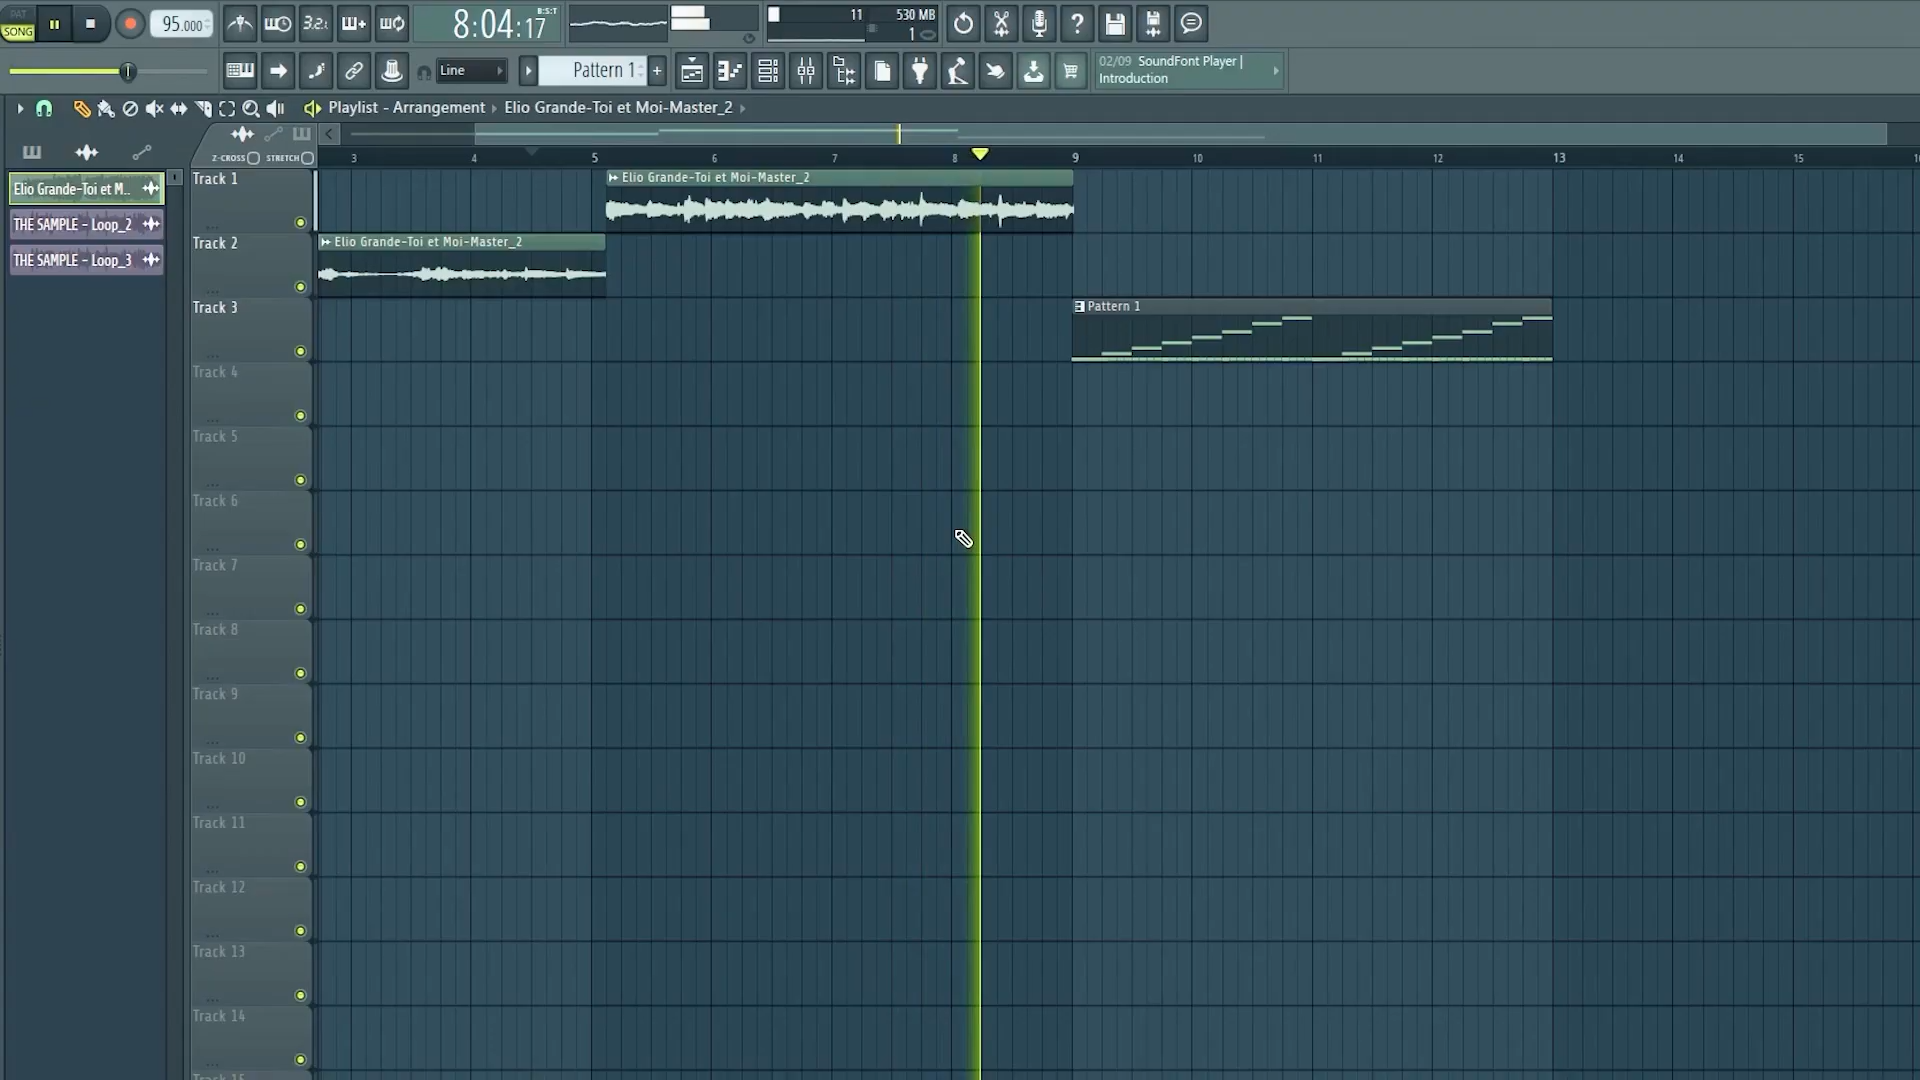 PAT
SONG
95.000
3.2.
8:04:17
B:S:T
11
530 MB
1
Line
Pattern 1
+
02/09 SoundFont Player |
Introduction
Playlist - Arrangement › Elio Grande-Toi et Moi-Master_2
Z-CROSS STRETCH
3 4 5 6 7 8 9 10 11 12 13 14 15
Elio Grande-Toi et M..
THE SAMPLE - Loop_2
THE SAMPLE - Loop_3
Track 1
Elio Grande-Toi et Moi-Master_2
Track 2
Elio Grande-Toi et Moi-Master_2
Track 3
Pattern 1
Track 4
Track 5
Track 6
Track 7
Track 8
Track 9
Track 10
Track 11
Track 12
Track 13
Track 14